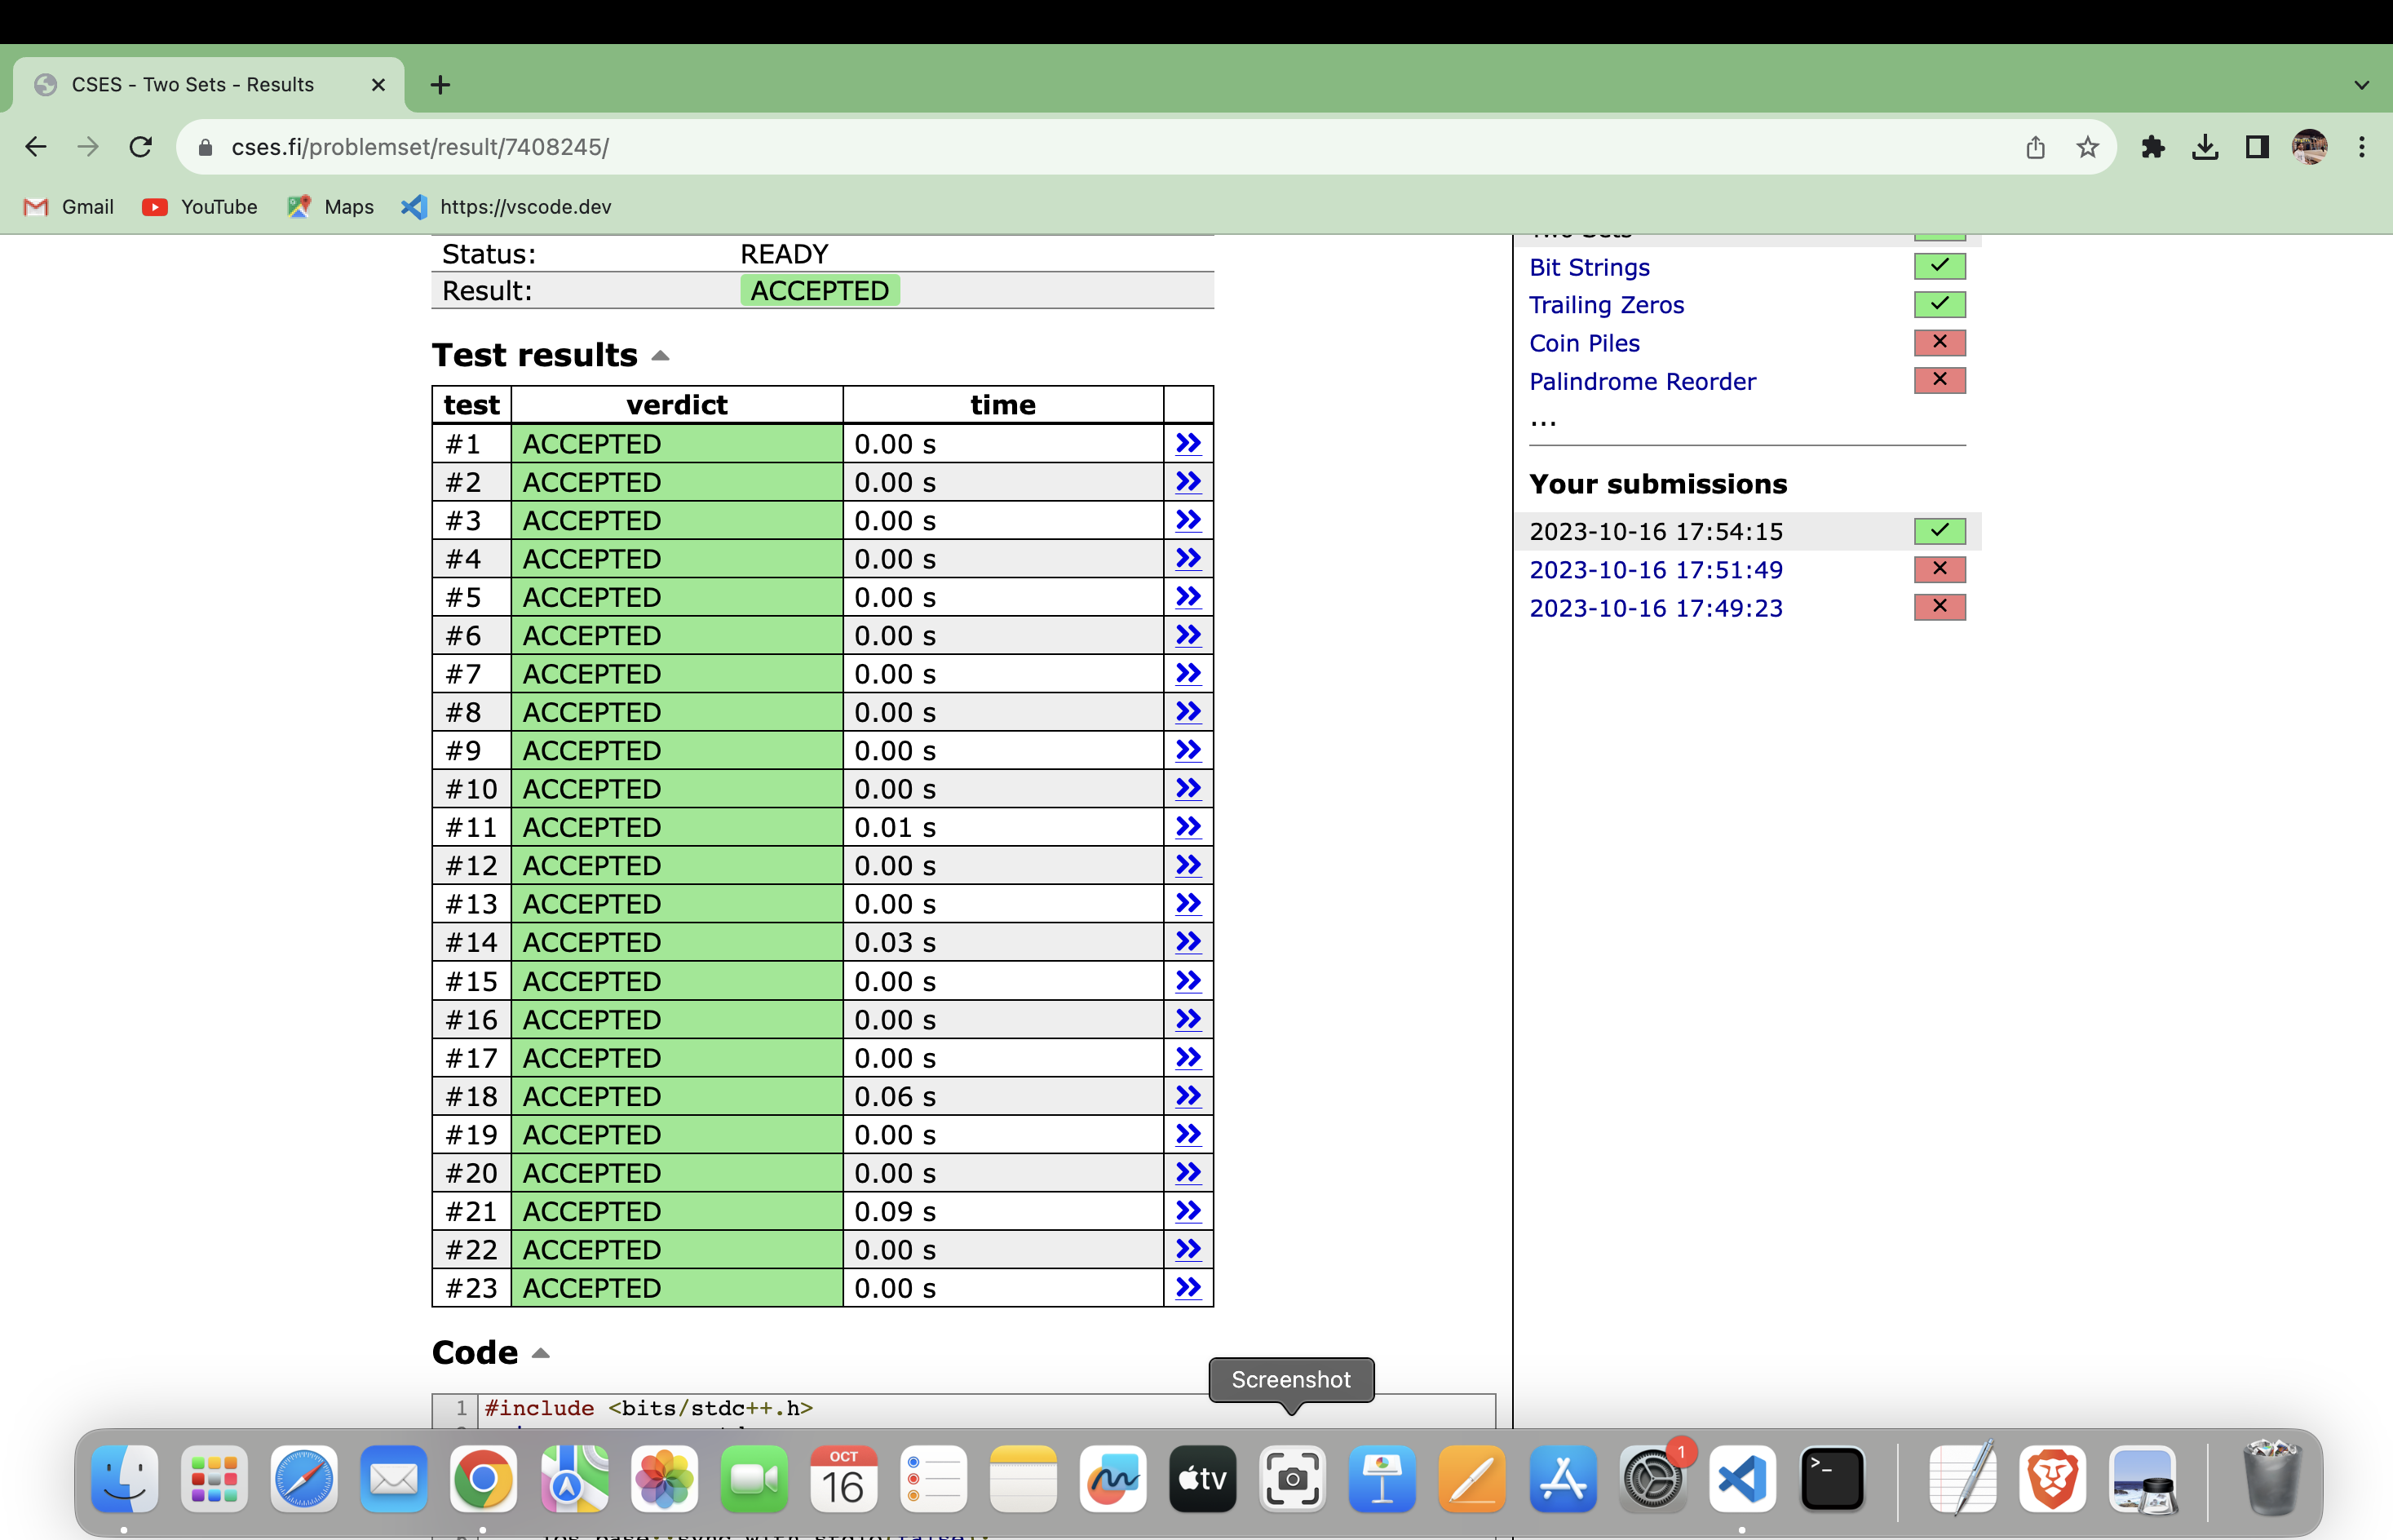 CSES - Two Sets - Results
cses.fi/problemset/result/7408245/
Gmail YouTube Maps https://vscode.dev
Status: READY
Result: ACCEPTED
Test results
test verdict time
#1 ACCEPTED 0.00 s >>
#2 ACCEPTED 0.00 s >>
#3 ACCEPTED 0.00 s >>
#4 ACCEPTED 0.00 s >>
#5 ACCEPTED 0.00 s >>
#6 ACCEPTED 0.00 s >>
#7 ACCEPTED 0.00 s >>
#8 ACCEPTED 0.00 s >>
#9 ACCEPTED 0.00 s >>
#10 ACCEPTED 0.00 s >>
#11 ACCEPTED 0.01 s >>
#12 ACCEPTED 0.00 s >>
#13 ACCEPTED 0.00 s >>
#14 ACCEPTED 0.03 s >>
#15 ACCEPTED 0.00 s >>
#16 ACCEPTED 0.00 s >>
#17 ACCEPTED 0.00 s >>
#18 ACCEPTED 0.06 s >>
#19 ACCEPTED 0.00 s >>
#20 ACCEPTED 0.00 s >>
#21 ACCEPTED 0.09 s >>
#22 ACCEPTED 0.00 s >>
#23 ACCEPTED 0.00 s >>
Code
1 #include <bits/stdc++.h>
Two Sets
Bit Strings
Trailing Zeros
Coin Piles
Palindrome Reorder
...
Your submissions
2023-10-16 17:54:15
2023-10-16 17:51:49
2023-10-16 17:49:23
Screenshot
OCT
16
tv
1
>_